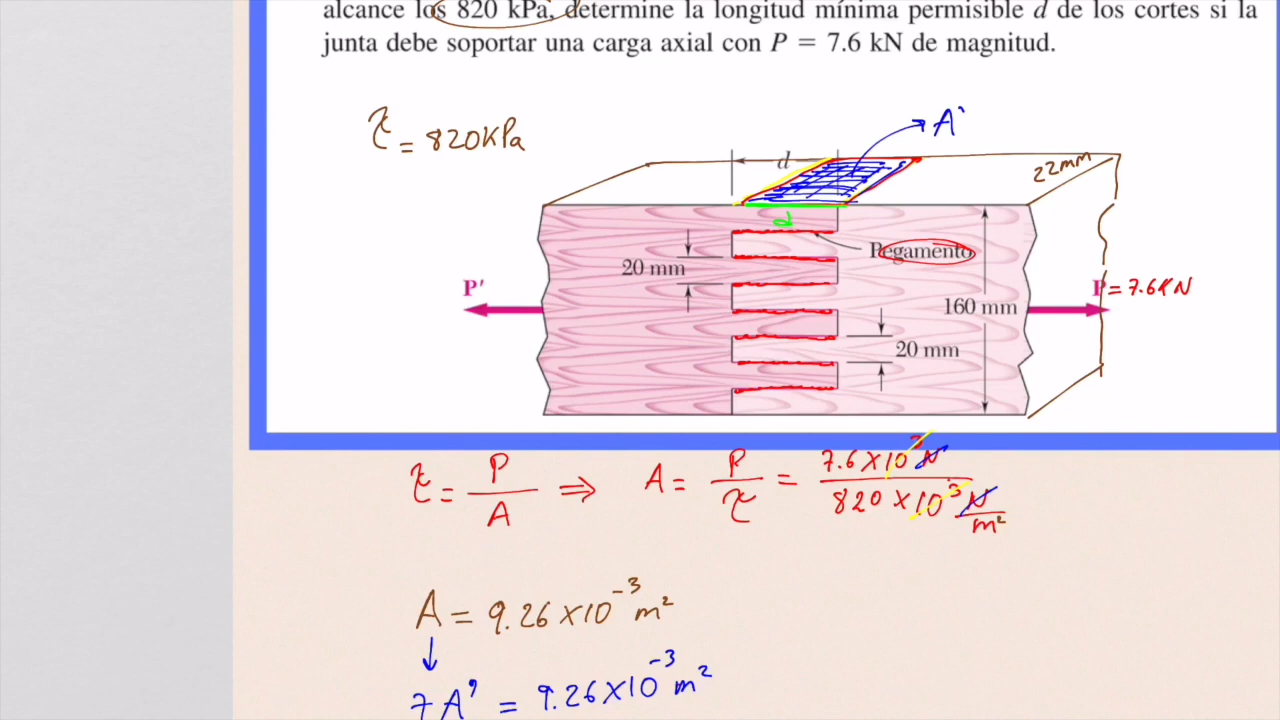 alcance los 820 kPa, determine la longitud mínima permisible d de los cortes si la
junta debe soportar una carga axial con P = 7.6 kN de magnitud.
τ = 820KPa
A'
d
22mm
d
Pegamento
20 mm
P'
P = 7.6KN
160 mm
20 mm
τ = P/A ⇒ A = P/τ = 7.6×10³ N / 820×10³ N/m²
A = 9.26×10⁻³ m²
↓
7A' = 9.26×10⁻³ m²